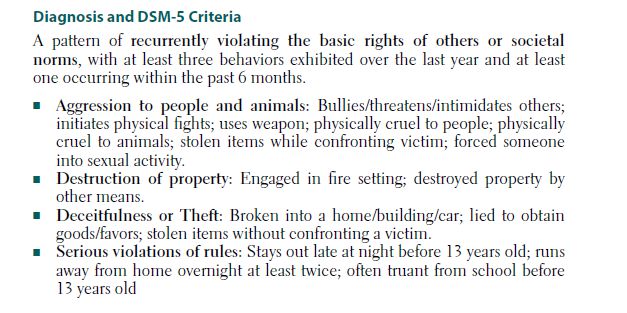 Diagnosis and DSM-5 Criteria
A pattern of recurrently violating the basic rights of others or societal
norms, with at least three behaviors exhibited over the last year and at least
one occurring within the past 6 months.
■ Aggression to people and animals: Bullies/threatens/intimidates others;
initiates physical fights; uses weapon; physically cruel to people; physically
cruel to animals; stolen items while confronting victim; forced someone
into sexual activity.
■ Destruction of property: Engaged in fire setting; destroyed property by
other means.
■ Deceitfulness or Theft: Broken into a home/building/car; lied to obtain
goods/favors; stolen items without confronting a victim.
■ Serious violations of rules: Stays out late at night before 13 years old; runs
away from home overnight at least twice; often truant from school before
13 years old